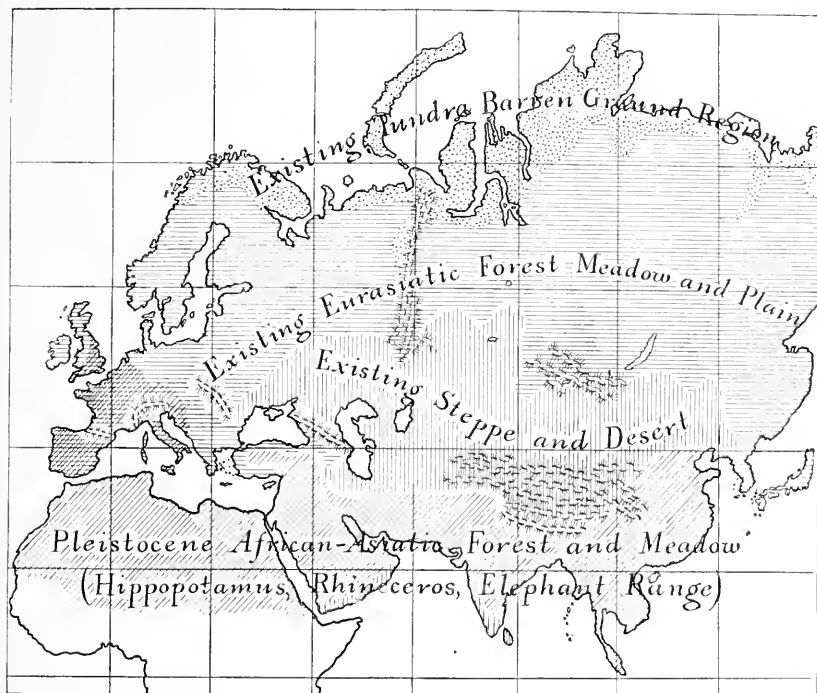 Existing Tundra Barren Ground Region
Existing Eurasiatic Forest Meadow and Plain
Existing Steppe and Desert
Pleistocene African-Asiatic Forest and Meadow
(Hippopotamus, Rhinoceros, Elephant Range)